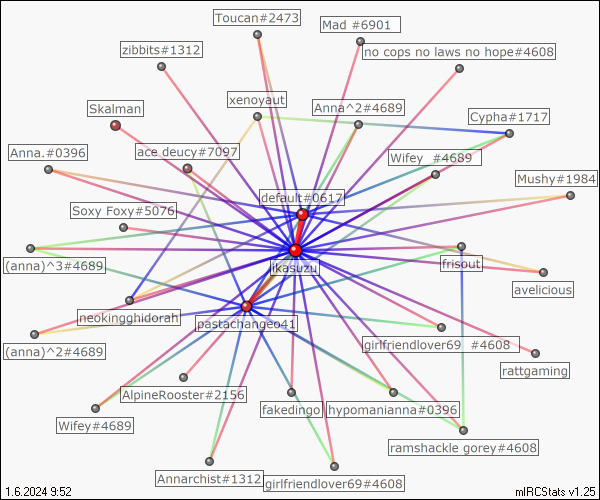 Toucan#2473
Mad #6901
zibbits#1312
no cops no laws no hope#4608
xenoyaut
Skalman
Anna^2#4689
Cypha#1717
Anna.#0396
ace deucy#7097
Wifey #4689
Mushy#1984
default#0617
Soxy Foxy#5076
(anna)^3#4689
likasuzu
frisout
avelicious
neokingghidorah
pastachangeo41
(anna)^2#4689
girlfriendlover69 #4608
rattgaming
AlpineRooster#2156
fakedingo
hypomanianna#0396
Wifey#4689
ramshackle gorey#4608
Annarchist#1312
girlfriendlover69#4608
1.6.2024 9:52
mIRCStats v1.25